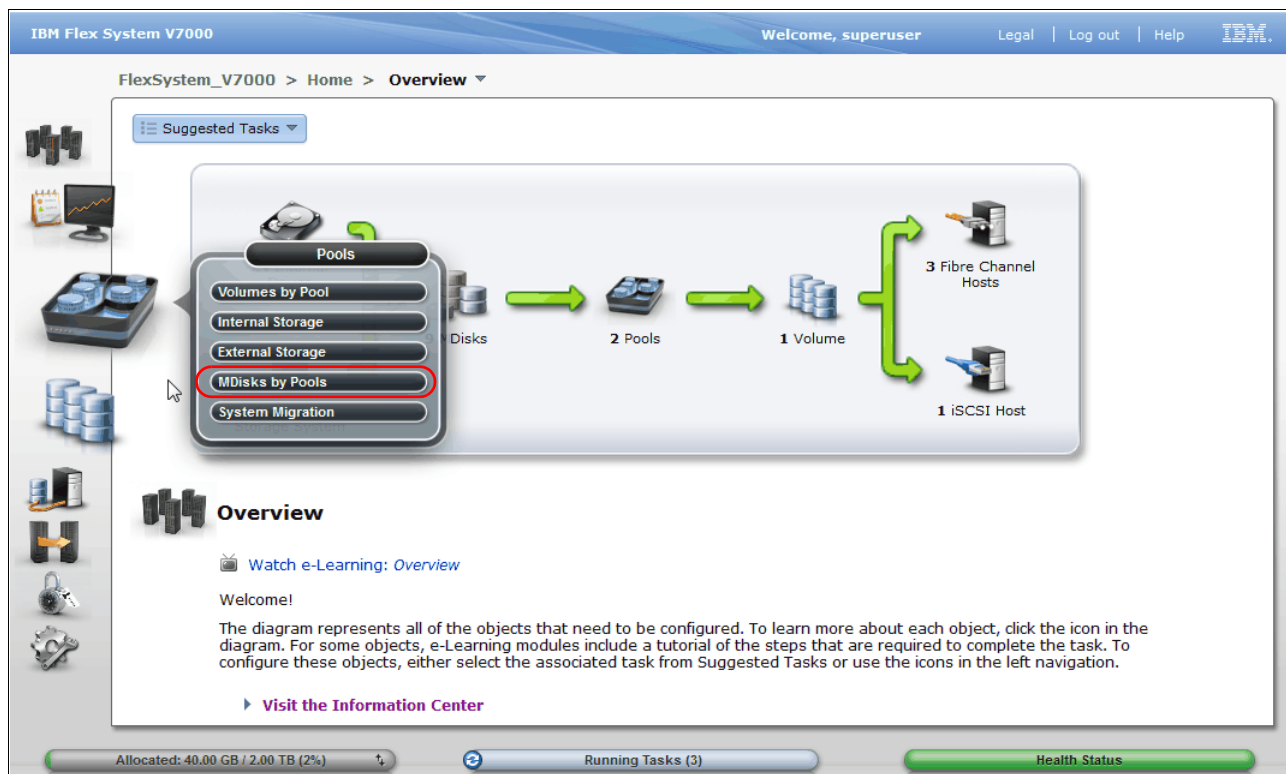 IBM Flex System V7000
Welcome, superuser
Legal | Log out | Help
IBM.
FlexSystem_V7000 > Home > Overview
Suggested Tasks
Pools
Volumes by Pool
Internal Storage
External Storage
MDisks by Pools
System Migration
Storage System
Disks
2 Pools
1 Volume
3 Fibre Channel
Hosts
1 iSCSI Host
Overview
Watch e-Learning: Overview
Welcome!
The diagram represents all of the objects that need to be configured. To learn more about each object, click the icon in the
diagram. For some objects, e-Learning modules include a tutorial of the steps that are required to complete the task. To
configure these objects, either select the associated task from Suggested Tasks or use the icons in the left navigation.
Visit the Information Center
Allocated: 40.00 GB / 2.00 TB (2%)
Running Tasks (3)
Health Status